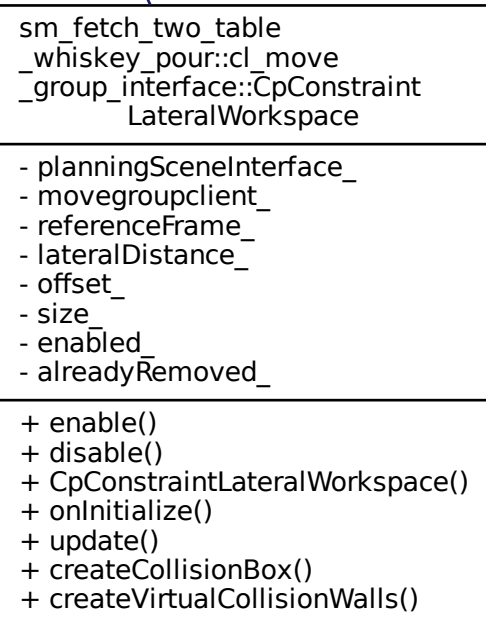 sm_fetch_two_table
_whiskey_pour::cl_move
_group_interface::CpConstraint
LateralWorkspace
- planningSceneInterface_
- movegroupclient_
- referenceFrame_
- lateralDistance_
- offset_
- size_
- enabled_
- alreadyRemoved_
+ enable()
+ disable()
+ CpConstraintLateralWorkspace()
+ onInitialize()
+ update()
+ createCollisionBox()
+ createVirtualCollisionWalls()